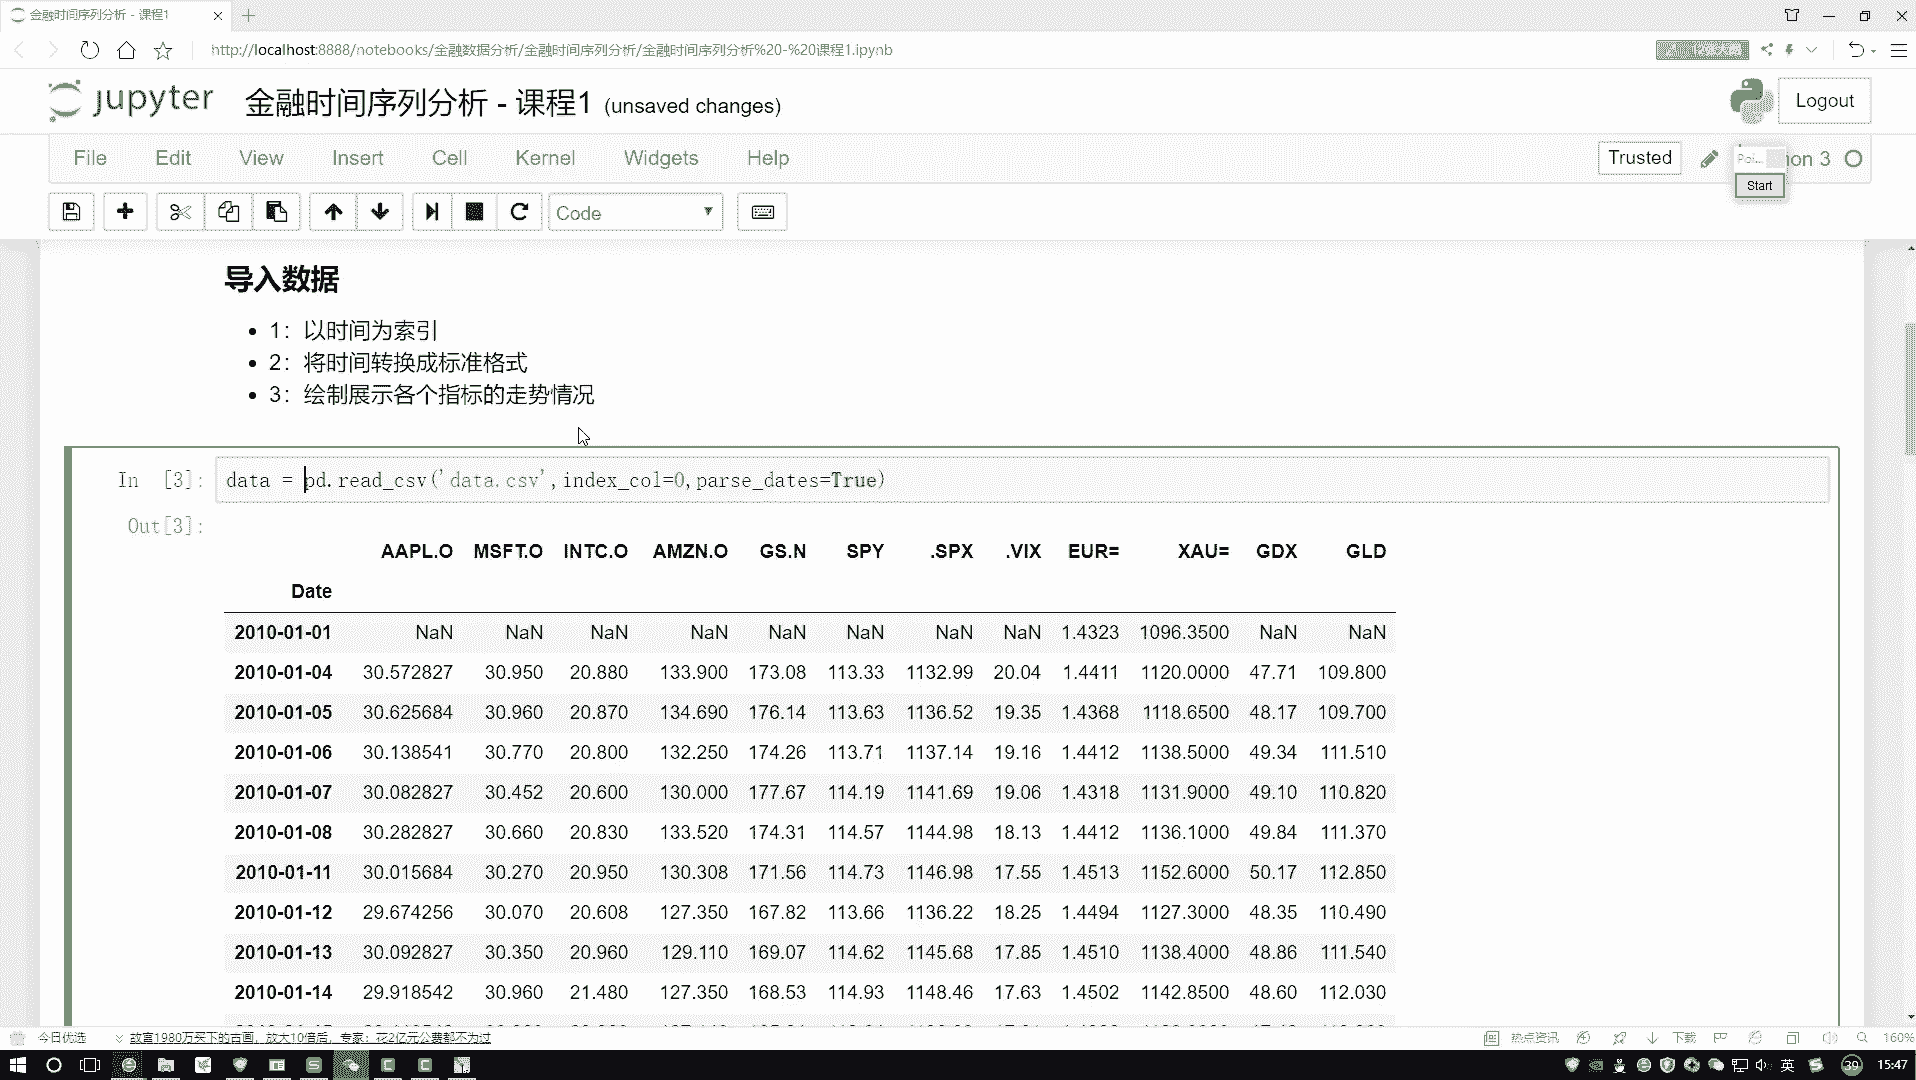 金融时间序列分析 - 课程1
http://localhost:8888/notebooks/金融数据分析/金融时间序列分析/金融时间序列分析%20-%20课程1.ipynb
jupyter 金融时间序列分析 - 课程1 (unsaved changes)
Logout
File Edit View Insert Cell Kernel Widgets Help
Trusted
Poi... on 3
Start
Code
导入数据
• 1：以时间为索引
• 2：将时间转换成标准格式
• 3：绘制展示各个指标的走势情况
In [3]: data = pd.read_csv('data.csv',index_col=0,parse_dates=True)
Out[3]:
AAPL.O MSFT.O INTC.O AMZN.O GS.N SPY .SPX .VIX EUR= XAU= GDX GLD
Date
2010-01-01 NaN NaN NaN NaN NaN NaN NaN NaN 1.4323 1096.3500 NaN NaN
2010-01-04 30.572827 30.950 20.880 133.900 173.08 113.33 1132.99 20.04 1.4411 1120.0000 47.71 109.800
2010-01-05 30.625684 30.960 20.870 134.690 176.14 113.63 1136.52 19.35 1.4368 1118.6500 48.17 109.700
2010-01-06 30.138541 30.770 20.800 132.250 174.26 113.71 1137.14 19.16 1.4412 1138.5000 49.34 111.510
2010-01-07 30.082827 30.452 20.600 130.000 177.67 114.19 1141.69 19.06 1.4318 1131.9000 49.10 110.820
2010-01-08 30.282827 30.660 20.830 133.520 174.31 114.57 1144.98 18.13 1.4412 1136.1000 49.84 111.370
2010-01-11 30.015684 30.270 20.950 130.308 171.56 114.73 1146.98 17.55 1.4513 1152.6000 50.17 112.850
2010-01-12 29.674256 30.070 20.608 127.350 167.82 113.66 1136.22 18.25 1.4494 1127.3000 48.35 110.490
2010-01-13 30.092827 30.350 20.960 129.110 169.07 114.62 1145.68 17.85 1.4510 1138.4000 48.86 111.540
2010-01-14 29.918542 30.960 21.480 127.350 168.53 114.93 1148.46 17.63 1.4502 1142.8500 48.60 112.030
今日优选 故宫1980万买下的古画，放大10倍后，专家：花2亿元公费都不为过
热点资讯 下载 160%
英 39 15:47